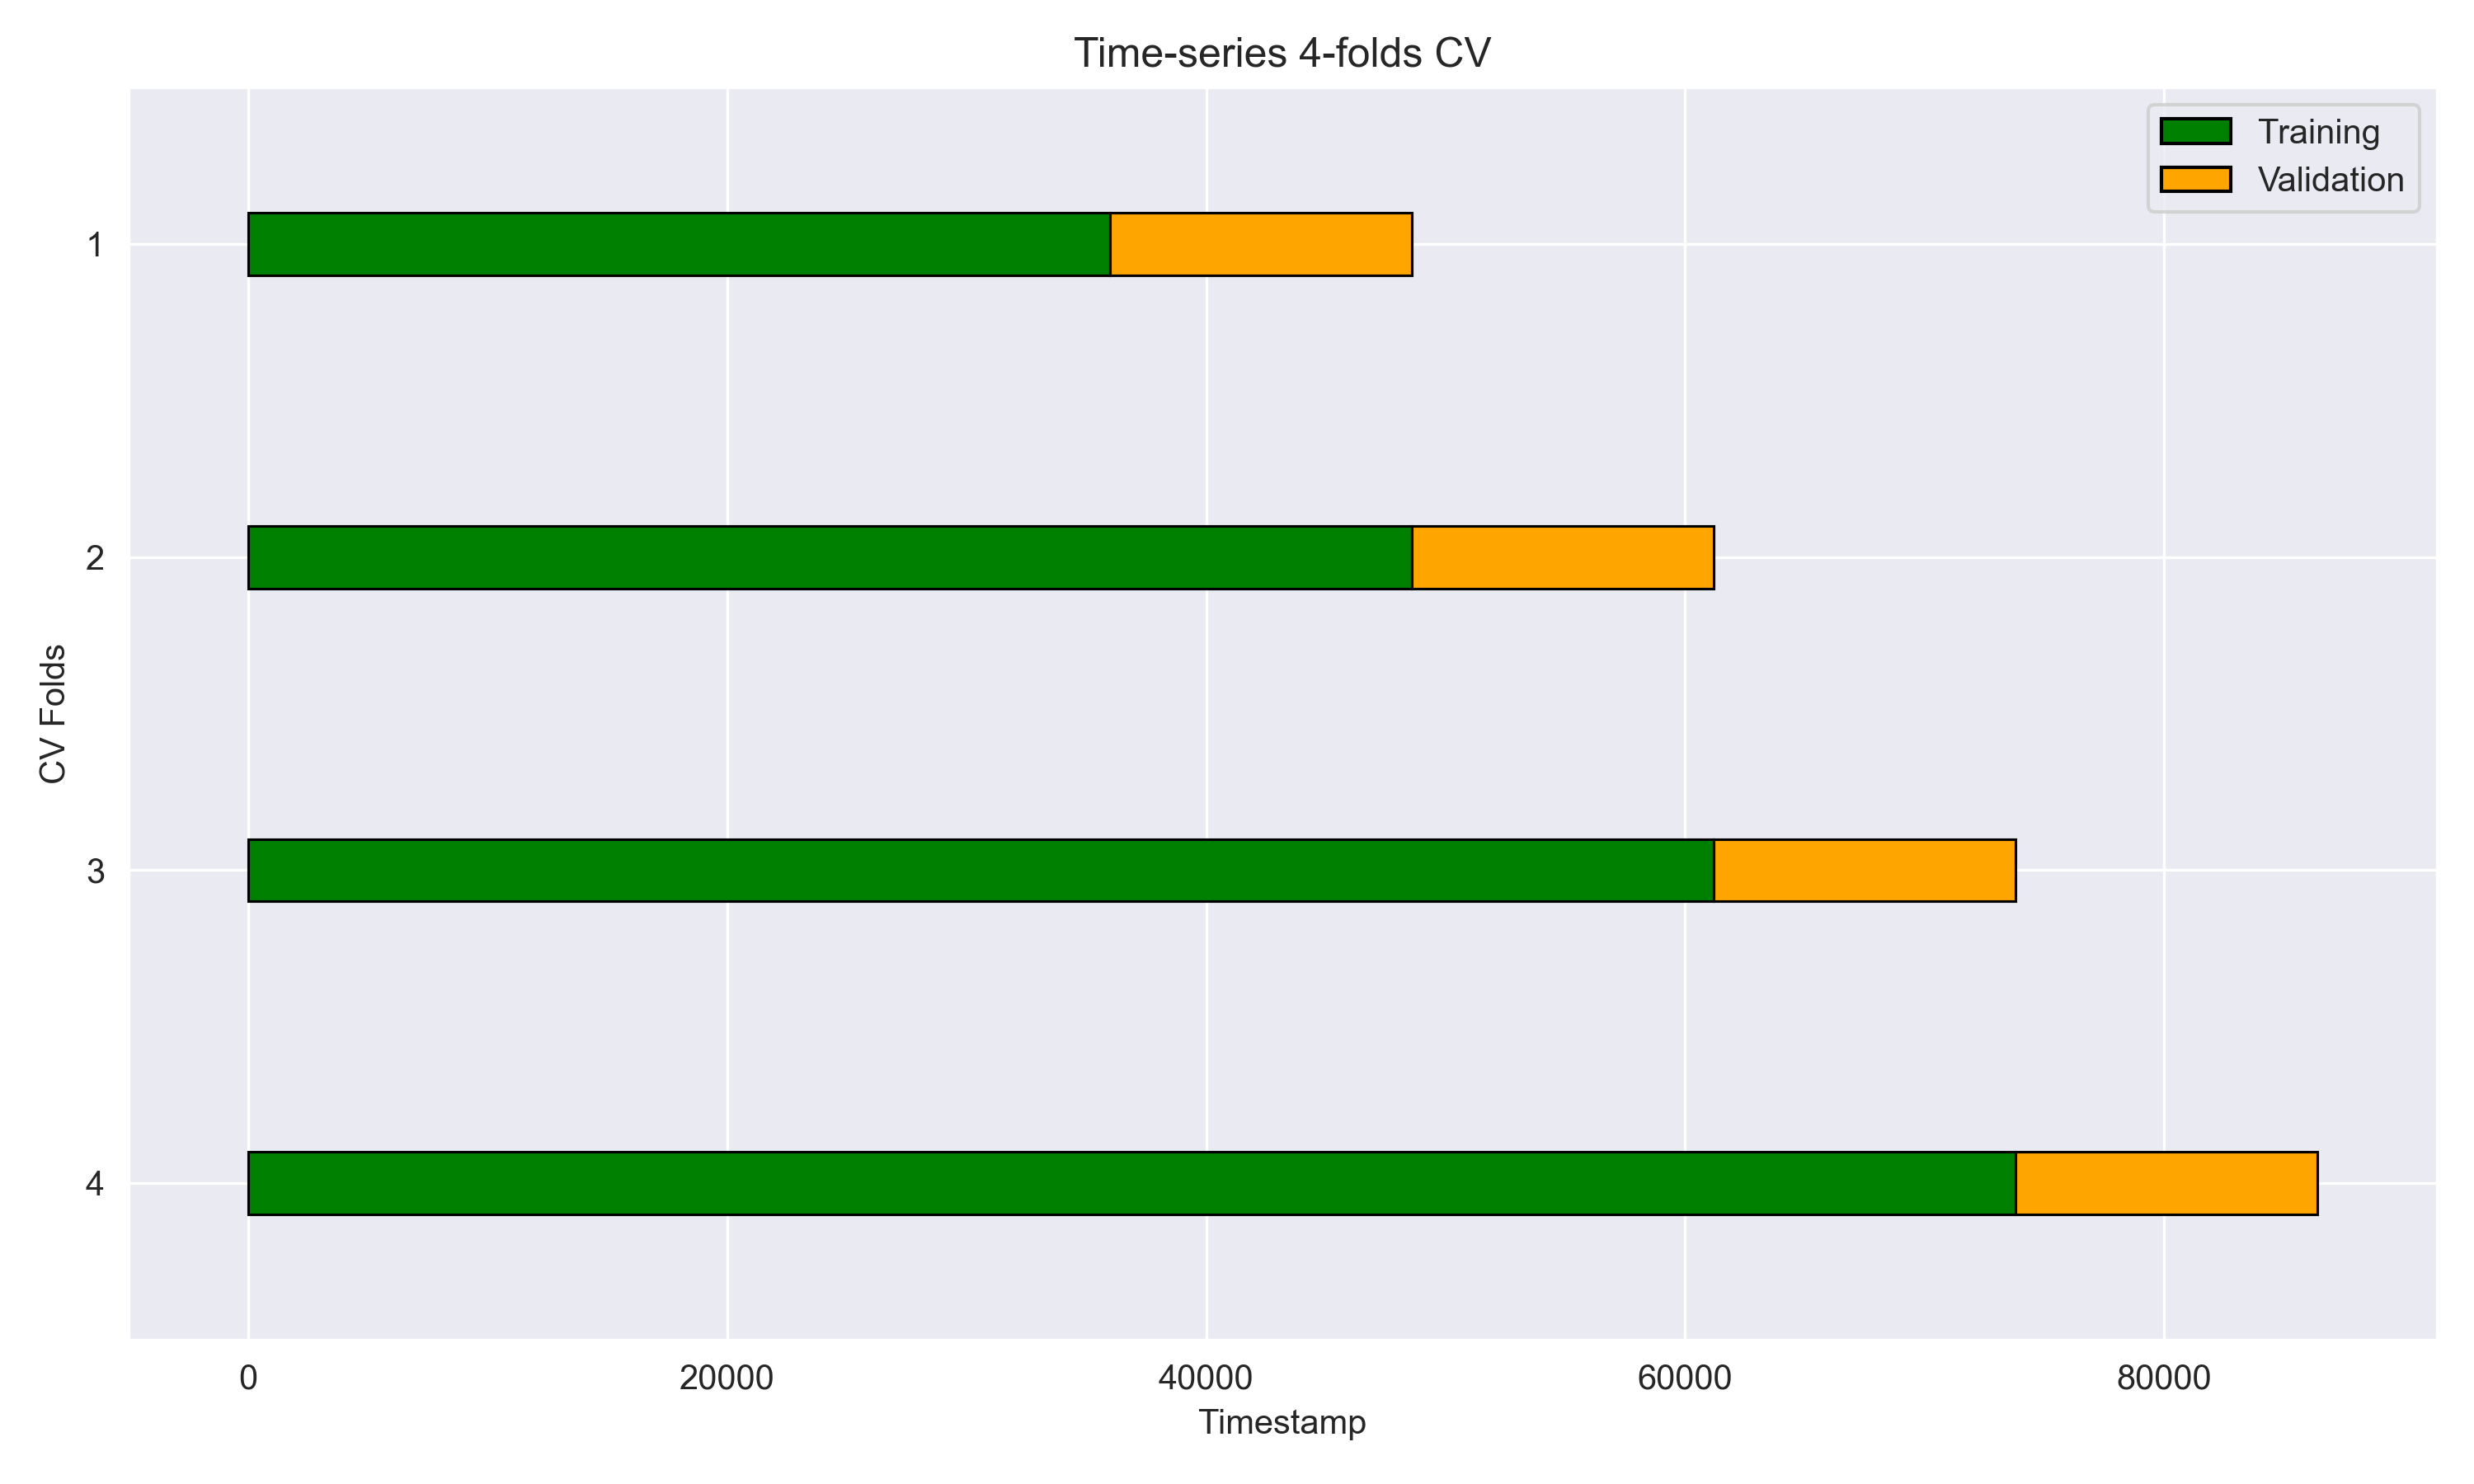 Time-series 4-folds CV
Training
Validation
1
2
3
4
CV Folds
0 20000 40000 60000 80000
Timestamp